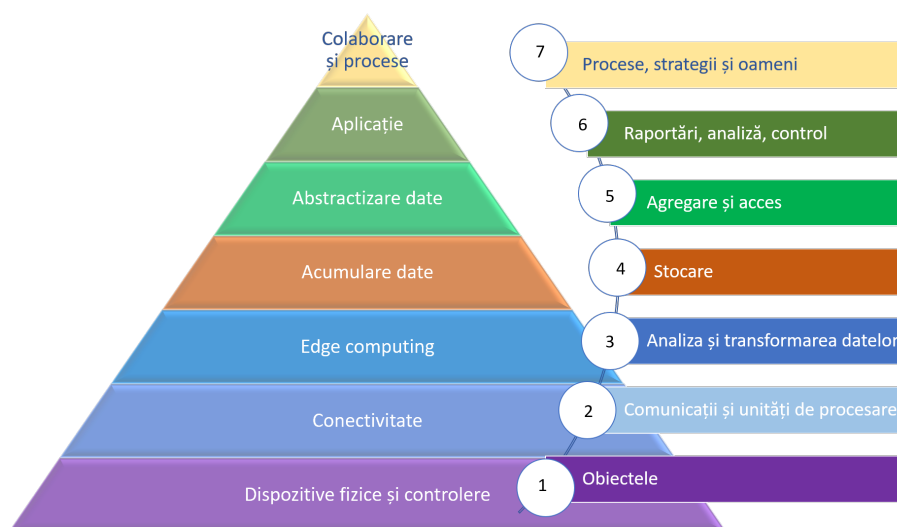 Colaborare
și procese
Aplicație
Abstractizare date
Acumulare date
Edge computing
Conectivitate
Dispozitive fizice și controlere
7
Procese, strategii și oameni
6
Raportări, analiză, control
5
Agregare și acces
4
Stocare
3
Analiza și transformarea datelor
2
Comunicații și unități de procesare
1
Obiectele